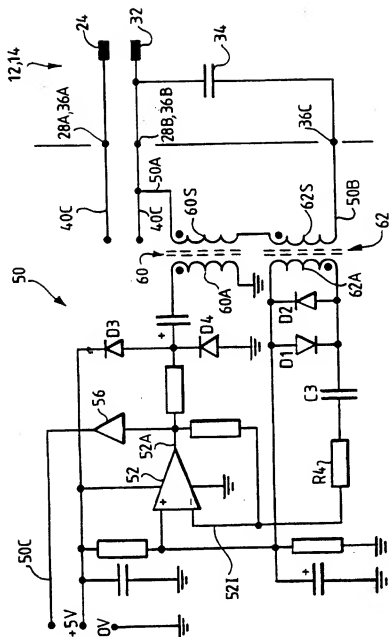 12,14
24
32
34
28A,36A
28B,36B
36C
40C
40C
50A
50B
50
60
60S
60A
62S
62A
62
D3
D4
D2
D1
56
52A
52
+
+
−
50C
+5V
0V
52I
C3
R4
+